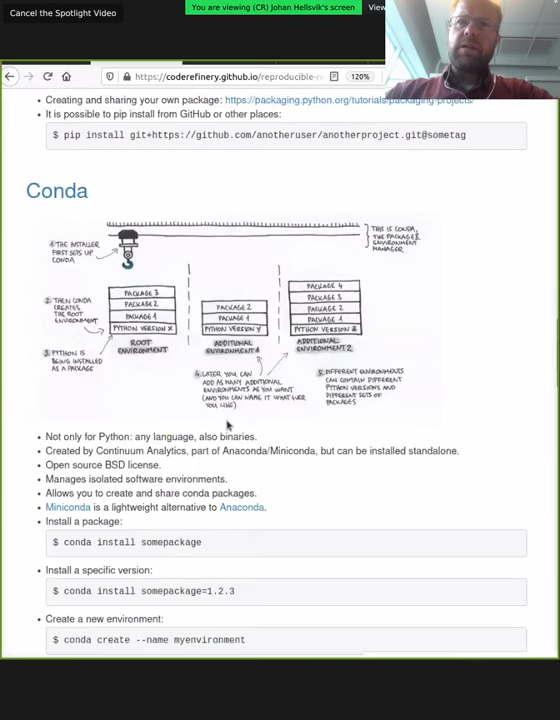 Cancel the Spotlight Video
You are viewing (CR) Johan Hellsvik's screen
View
https://coderefinery.github.io/reproducible-re
120%
Creating and sharing your own package: https://packaging.python.org/tutorials/packaging-projects/
It is possible to pip install from GitHub or other places:
$ pip install git+https://github.com/anotheruser/anotherproject.git@sometag
Conda
① THE INSTALLER
FIRST SETS UP
CONDA
THIS IS CONDA,
THE PACKAGE &
ENVIRONMENT
MANAGER
② THEN CONDA
CREATES
THE ROOT
ENVIRONMENT
PACKAGE 3
PACKAGE 2
PACKAGE 1
PYTHON VERSION X
ROOT
ENVIRONMENT
PACKAGE 2
PACKAGE 1
PYTHON VERSION Y
ADDITIONAL
ENVIRONMENT 1
PACKAGE 4
PACKAGE 3
PACKAGE 2
PACKAGE 1
PYTHON VERSION Z
ADDITIONAL
ENVIRONMENT 2
③ PYTHON IS
BEING INSTALLED
AS A PACKAGE
④ LATER YOU CAN
ADD AS MANY ADDITIONAL
ENVIRONMENTS AS YOU WANT
(AND YOU CAN NAME IT WHATEVER
YOU LIKE)
⑤ DIFFERENT ENVIRONMENTS
CAN CONTAIN DIFFERENT
PYTHON VERSIONS AND
DIFFERENT SETS OF
PACKAGES
Not only for Python: any language, also binaries.
Created by Continuum Analytics, part of Anaconda/Miniconda, but can be installed standalone.
Open source BSD license.
Manages isolated software environments.
Allows you to create and share conda packages.
Miniconda is a lightweight alternative to Anaconda.
Install a package:
$ conda install somepackage
Install a specific version:
$ conda install somepackage=1.2.3
Create a new environment:
$ conda create --name myenvironment